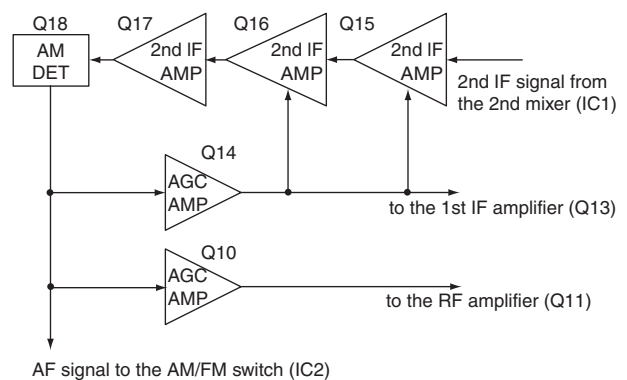 Q18
Q17
Q16
Q15
AM
DET
2nd IF
AMP
2nd IF
AMP
2nd IF
AMP
2nd IF signal from
the 2nd mixer (IC1)
Q14
AGC
AMP
to the 1st IF amplifier (Q13)
Q10
AGC
AMP
to the RF amplifier (Q11)
AF signal to the AM/FM switch (IC2)